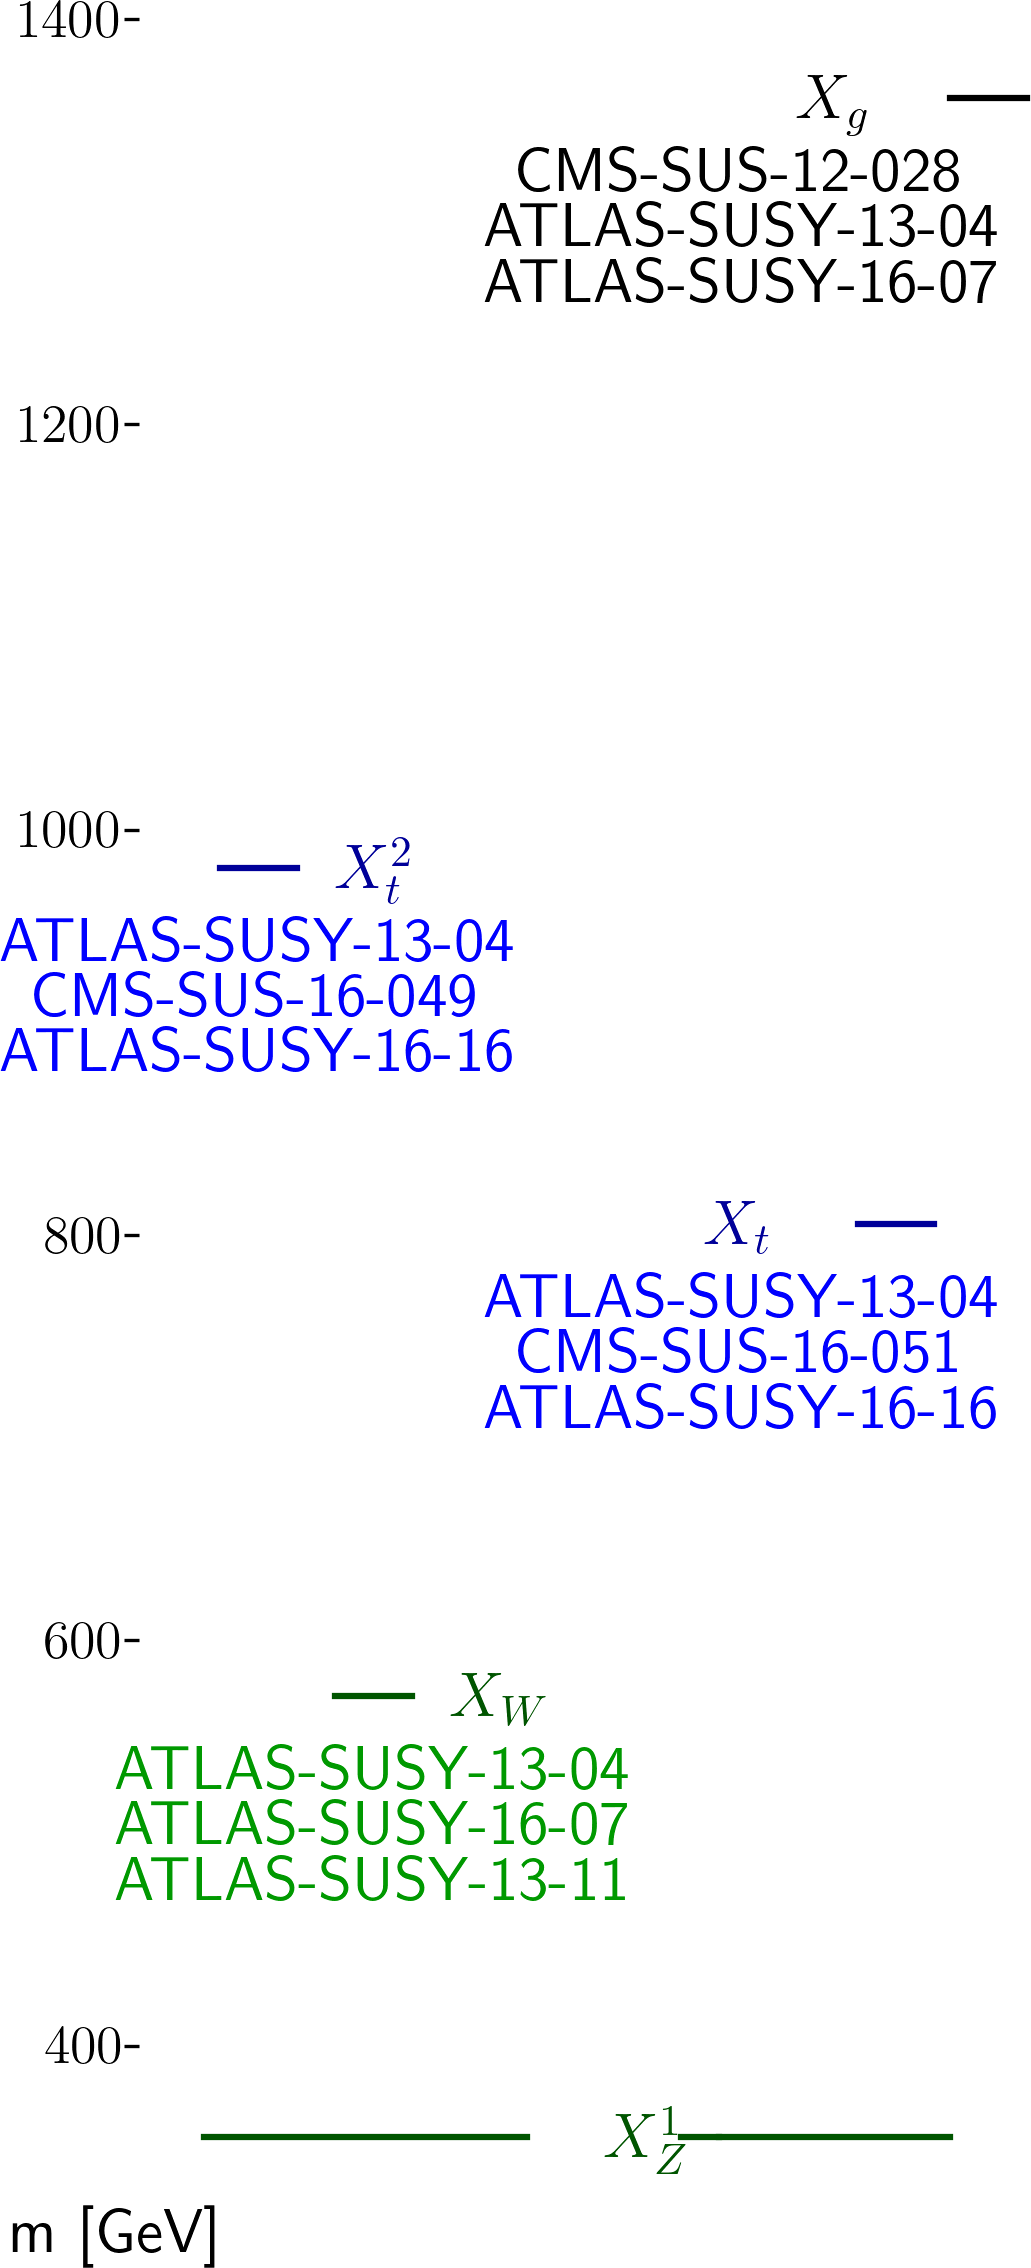 1400-
X_g
CMS-SUS-12-028
ATLAS-SUSY-13-04
ATLAS-SUSY-16-07
1200-
1000-
X_t^2
ATLAS-SUSY-13-04
CMS-SUS-16-049
ATLAS-SUSY-16-16
800-
X_t
ATLAS-SUSY-13-04
CMS-SUS-16-051
ATLAS-SUSY-16-16
600-
X_W
ATLAS-SUSY-13-04
ATLAS-SUSY-16-07
ATLAS-SUSY-13-11
400-
X_Z^1
m [GeV]